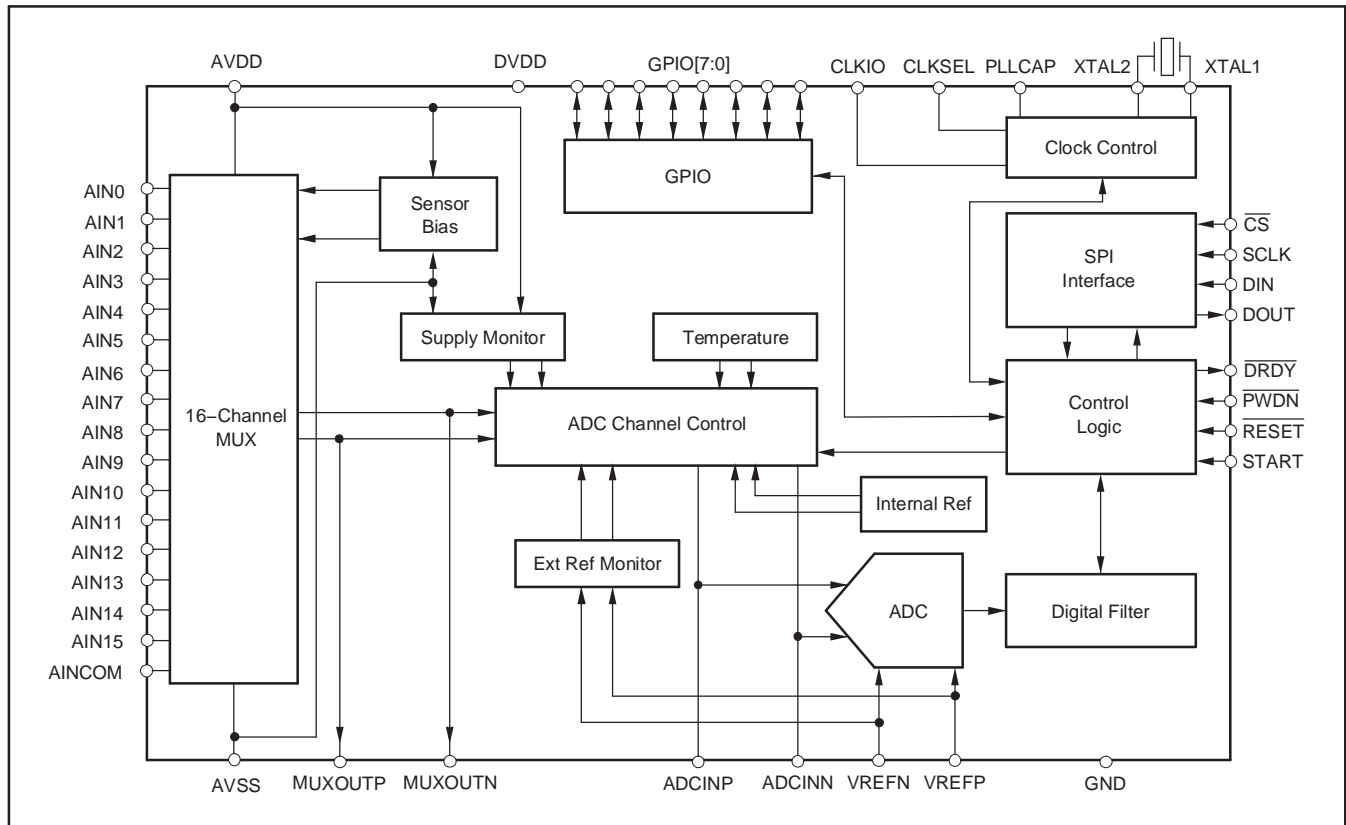 AVDD
DVDD
GPIO[7:0]
CLKIO
CLKSEL
PLLCAP
XTAL2
XTAL1
Clock Control
GPIO
Sensor
Bias
AIN0
AIN1
AIN2
AIN3
AIN4
AIN5
AIN6
AIN7
AIN8
AIN9
AIN10
AIN11
AIN12
AIN13
AIN14
AIN15
AINCOM
16−Channel
MUX
Supply Monitor
Temperature
ADC Channel Control
SPI
Interface
CS
SCLK
DIN
DOUT
Control
Logic
DRDY
PWDN
RESET
START
Internal Ref
Ext Ref Monitor
ADC
Digital Filter
AVSS
MUXOUTP
MUXOUTN
ADCINP
ADCINN
VREFN
VREFP
GND